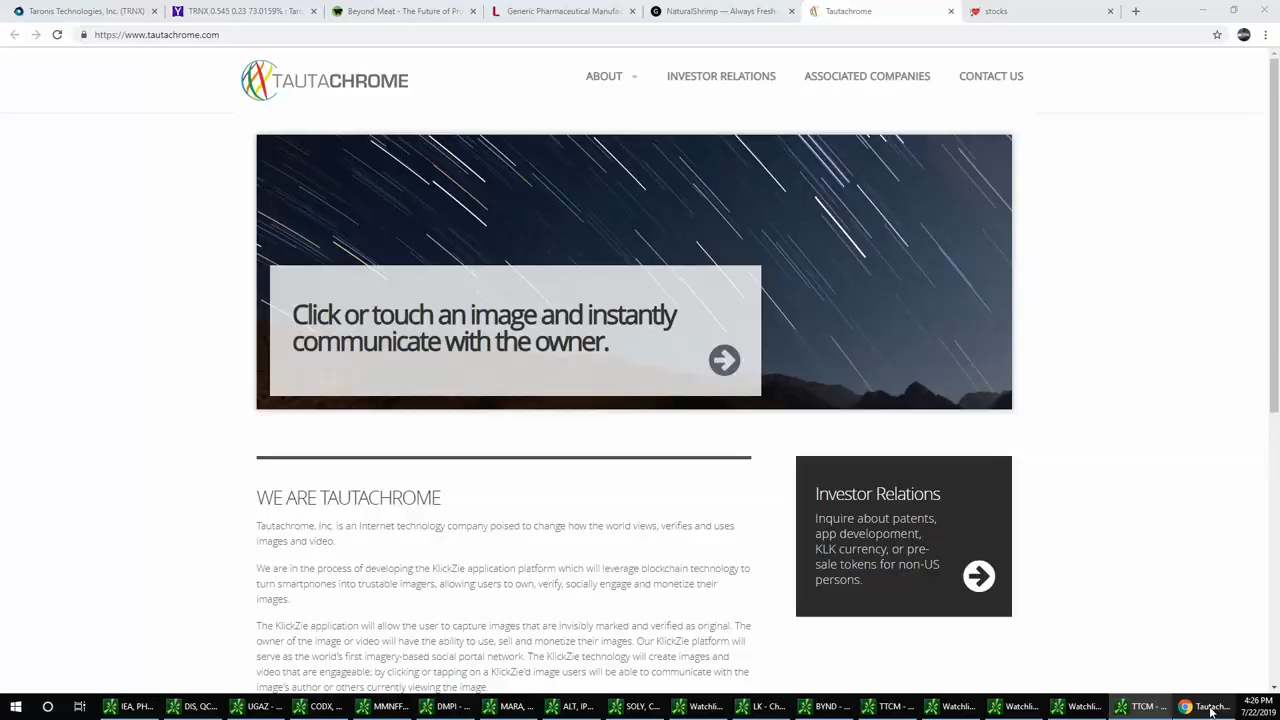 Taronis Technologies, Inc. (TRNX)
TRNX 0.545 0.23 73.0159% : Taro
Beyond Meat - The Future of Pro
Generic Pharmaceutical Manufac
NaturalShrimp — Always Fresh
Tautachrome
stocks
https://www.tautachrome.com
TAUTACHROME
ABOUT INVESTOR RELATIONS ASSOCIATED COMPANIES CONTACT US
Click or touch an image and instantly
communicate with the owner.
WE ARE TAUTACHROME
Tautachrome, Inc. is an Internet technology company poised to change how the world views, verifies and uses
images and video.
We are in the process of developing the KlickZie application platform which will leverage blockchain technology to
turn smartphones into trustable imagers, allowing users to own, verify, socially engage and monetize their
images.
The KlickZie application will allow the user to capture images that are invisibly marked and verified as original. The
owner of the image or video will have the ability to use, sell and monetize their images. Our KlickZie platform will
serve as the world's first imagery-based social portal network. The KlickZie technology will create images and
video that are engageable: by clicking or tapping on a KlickZie'd image users will be able to communicate with the
image's author or others currently viewing the image.
Investor Relations
Inquire about patents,
app developoment,
KLK currency, or pre-
sale tokens for non-US
persons.
IEA, PH...
DIS, QC...
UGAZ - ...
CODX, ...
MMNFF...
DMPI - ...
MARA, ...
ALT, IP...
SOLY, C...
Watchli...
LK - Ch...
BYND - ...
TTCM - ...
Watchli...
Watchli...
Watchli...
TTCM - ...
Tautach...
4:26 PM
7/22/2019